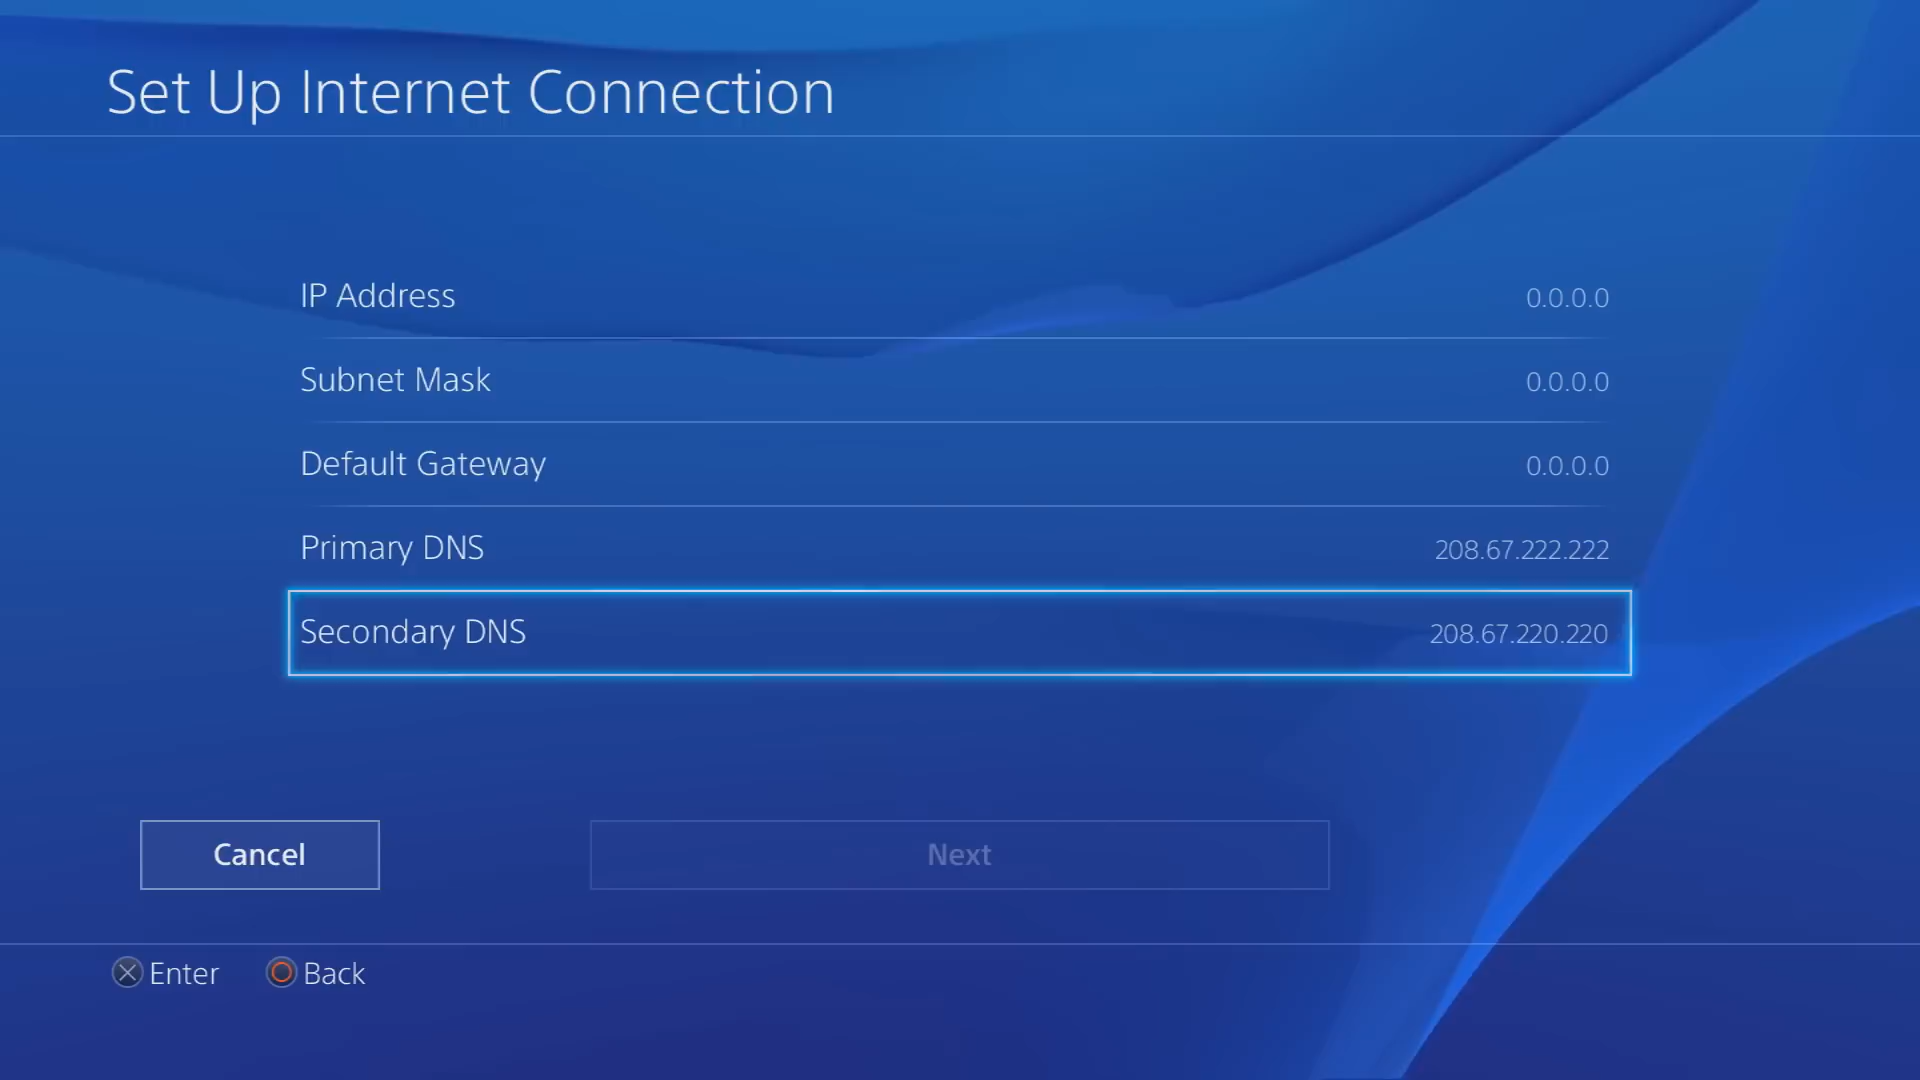 Set Up Internet Connection
IP Address 0.0.0.0
Subnet Mask 0.0.0.0
Default Gateway 0.0.0.0
Primary DNS 208.67.222.222
Secondary DNS 208.67.220.220
Cancel Next
Enter Back